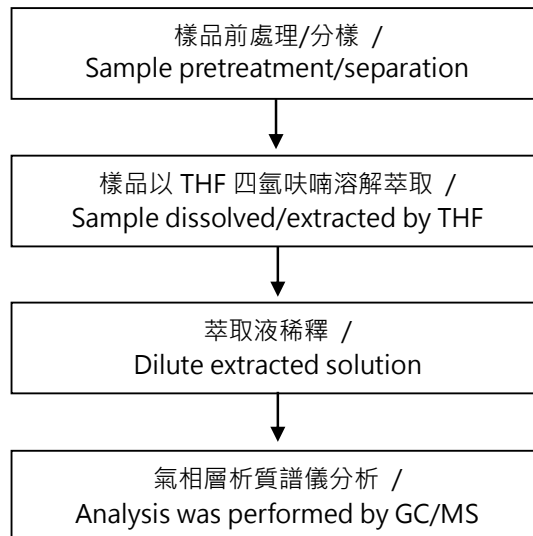 樣品前處理/分樣 /
Sample pretreatment/separation
樣品以 THF 四氫呋喃溶解萃取 /
Sample dissolved/extracted by THF
萃取液稀釋 /
Dilute extracted solution
氣相層析質譜儀分析 /
Analysis was performed by GC/MS